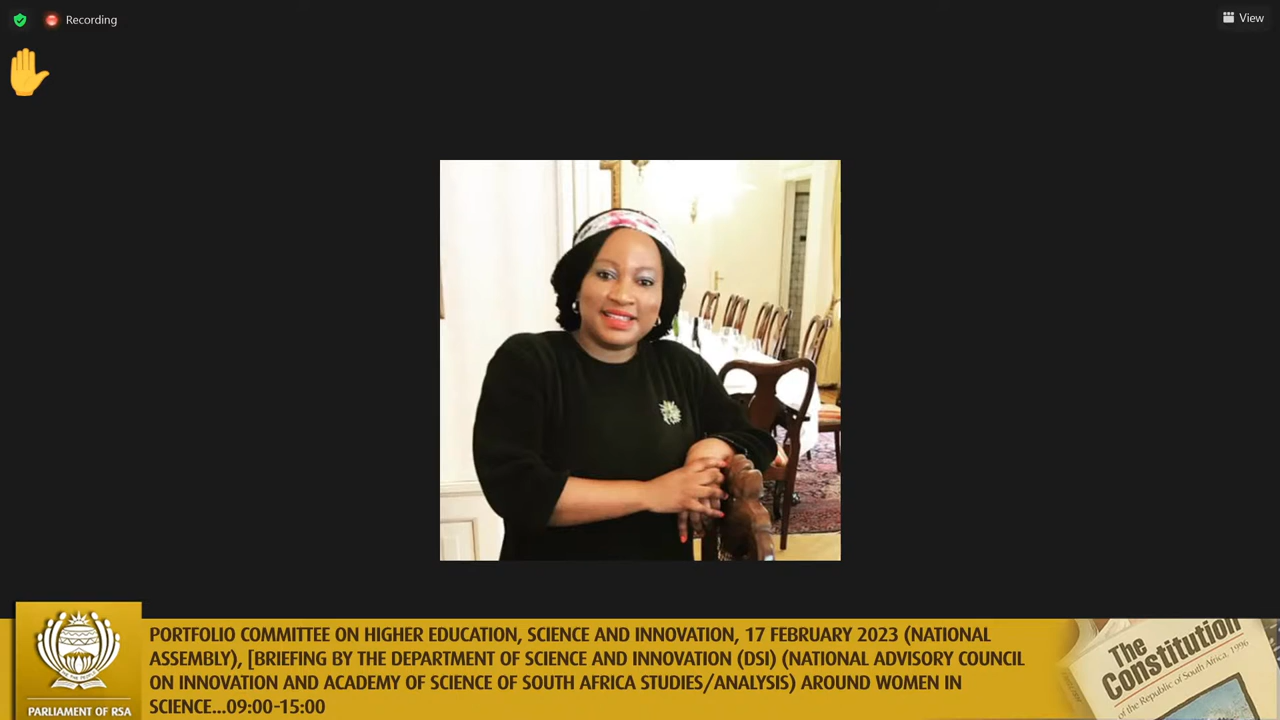 Recording
View
PORTFOLIO COMMITTEE ON HIGHER EDUCATION, SCIENCE AND INNOVATION, 17 FEBRUARY 2023 (NATIONAL
ASSEMBLY), [BRIEFING BY THE DEPARTMENT OF SCIENCE AND INNOVATION (DSI) (NATIONAL ADVISORY COUNCIL
ON INNOVATION AND ACADEMY OF SCIENCE OF SOUTH AFRICA STUDIES/ANALYSIS) AROUND WOMEN IN
SCIENCE...09:00-15:00
PARLIAMENT OF RSA
The
Constitution
of the Republic of South Africa, 1996